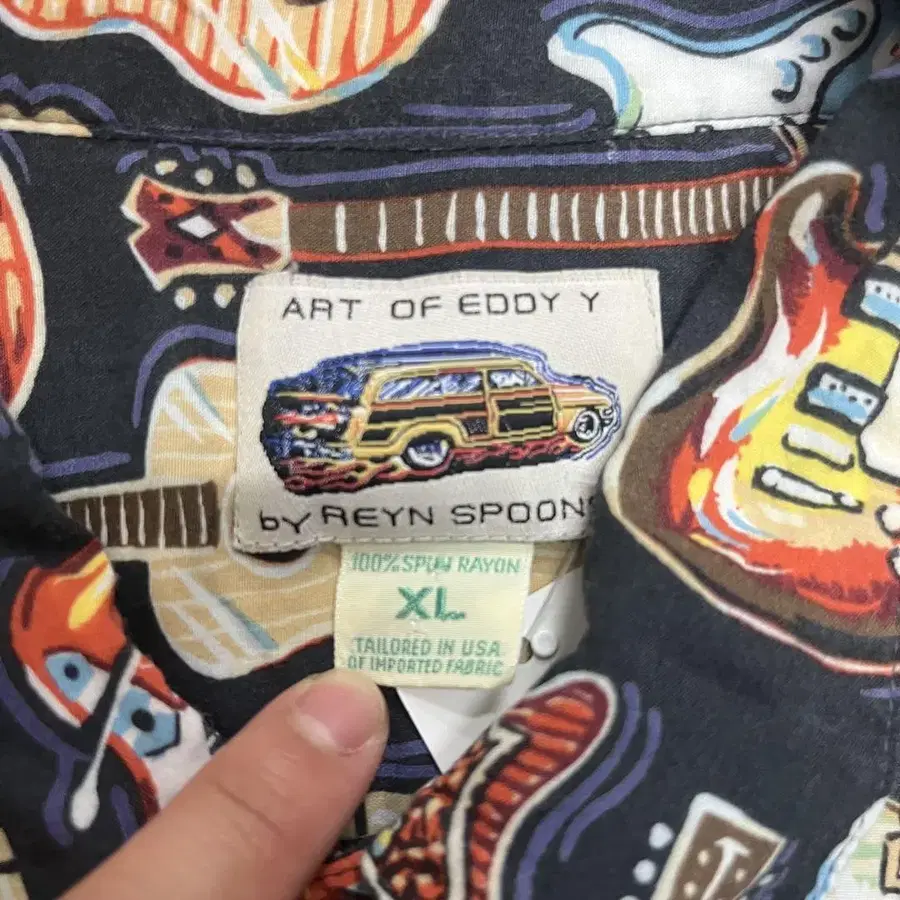 ART OF EDDY Y
by REYN SPOONS
100% SPUN RAYON
XL
TAILORED IN USA
OF IMPORTED FABRIC